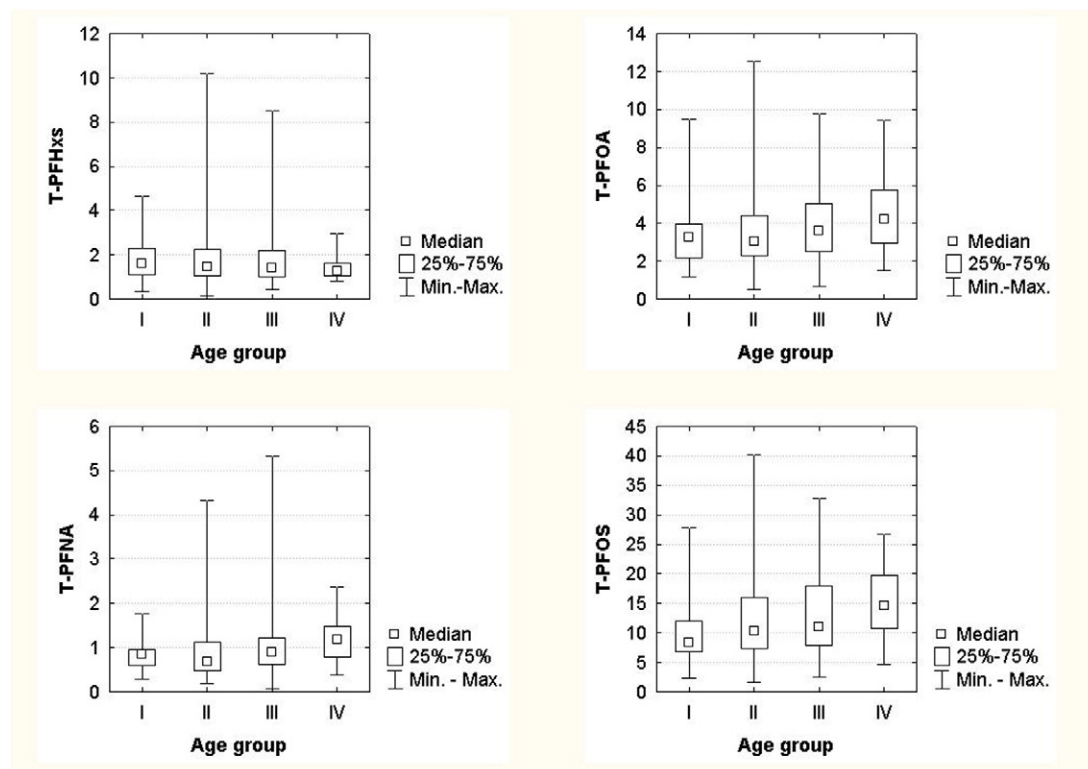 T-PFHxs
12
10
8
6
4
2
0
I II III IV
Age group
Median
25%-75%
Min.-Max.
T-PFOA
14
12
10
8
6
4
2
0
I II III IV
Age group
Median
25%-75%
Min.-Max.
T-PFNA
6
5
4
3
2
1
0
I II III IV
Age group
Median
25%-75%
Min. - Max.
T-PFOS
45
40
35
30
25
20
15
10
5
0
I II III IV
Age group
Median
25%-75%
Min. - Max.